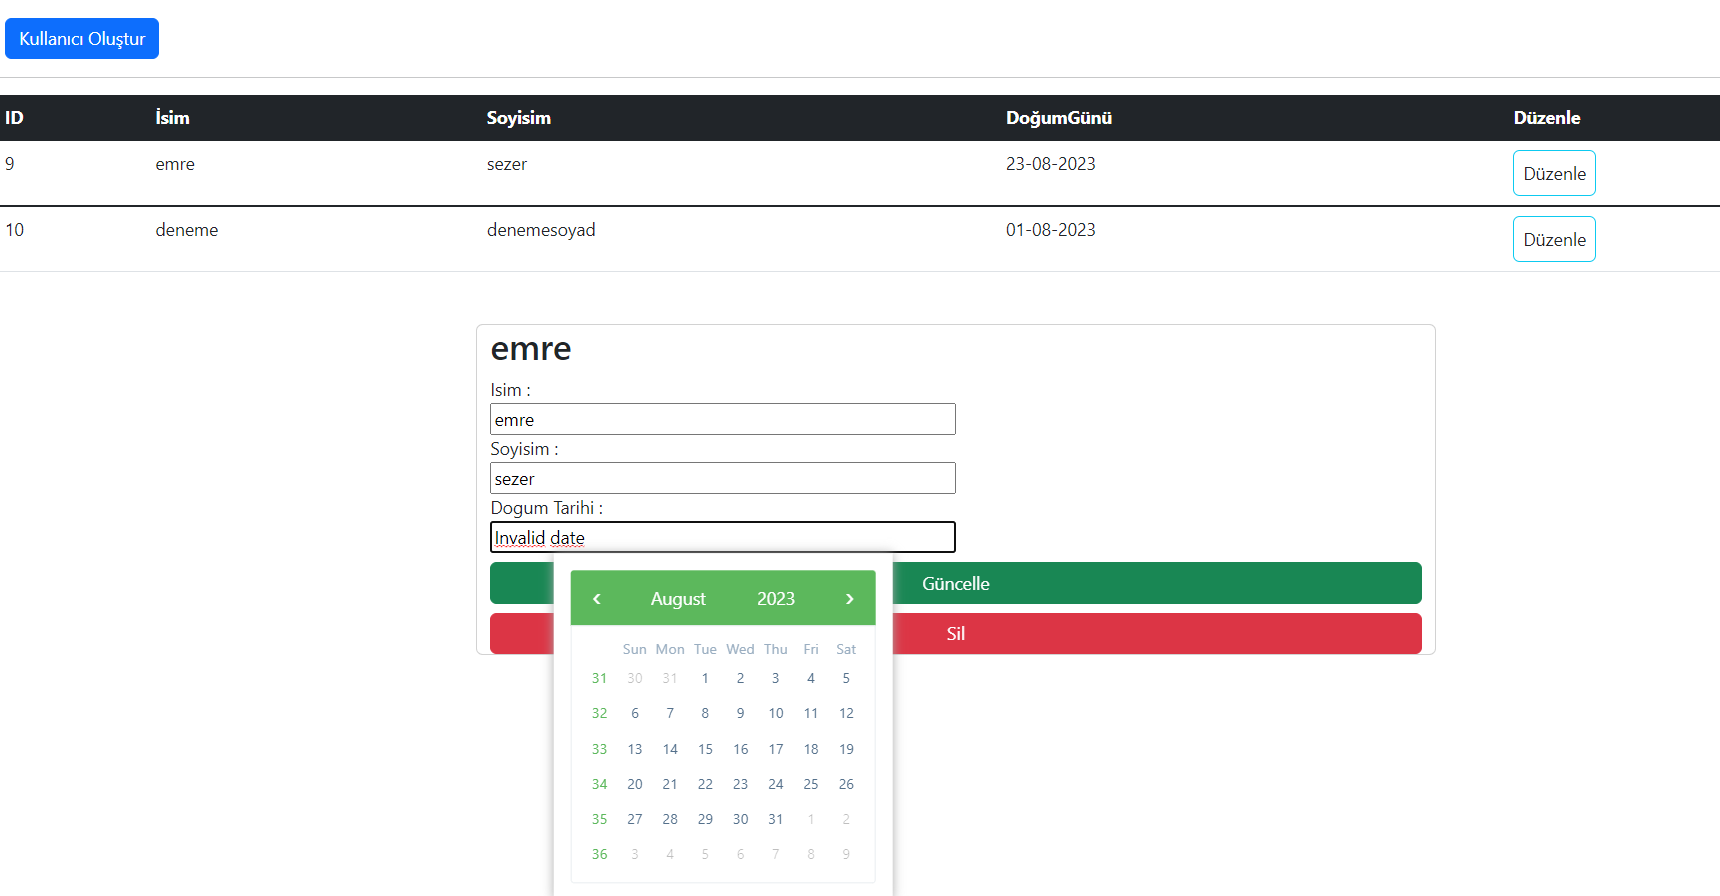 Kullanıcı Oluştur
ID İsim Soyisim DoğumGünü Düzenle
9 emre sezer 23-08-2023 Düzenle
10 deneme denemesoyad 01-08-2023 Düzenle
emre
Isim :
emre
Soyisim :
sezer
Dogum Tarihi :
Invalid date
Güncelle
Sil
August 2023
Sun Mon Tue Wed Thu Fri Sat
31 30 31 1 2 3 4 5
32 6 7 8 9 10 11 12
33 13 14 15 16 17 18 19
34 20 21 22 23 24 25 26
35 27 28 29 30 31 1 2
36 3 4 5 6 7 8 9